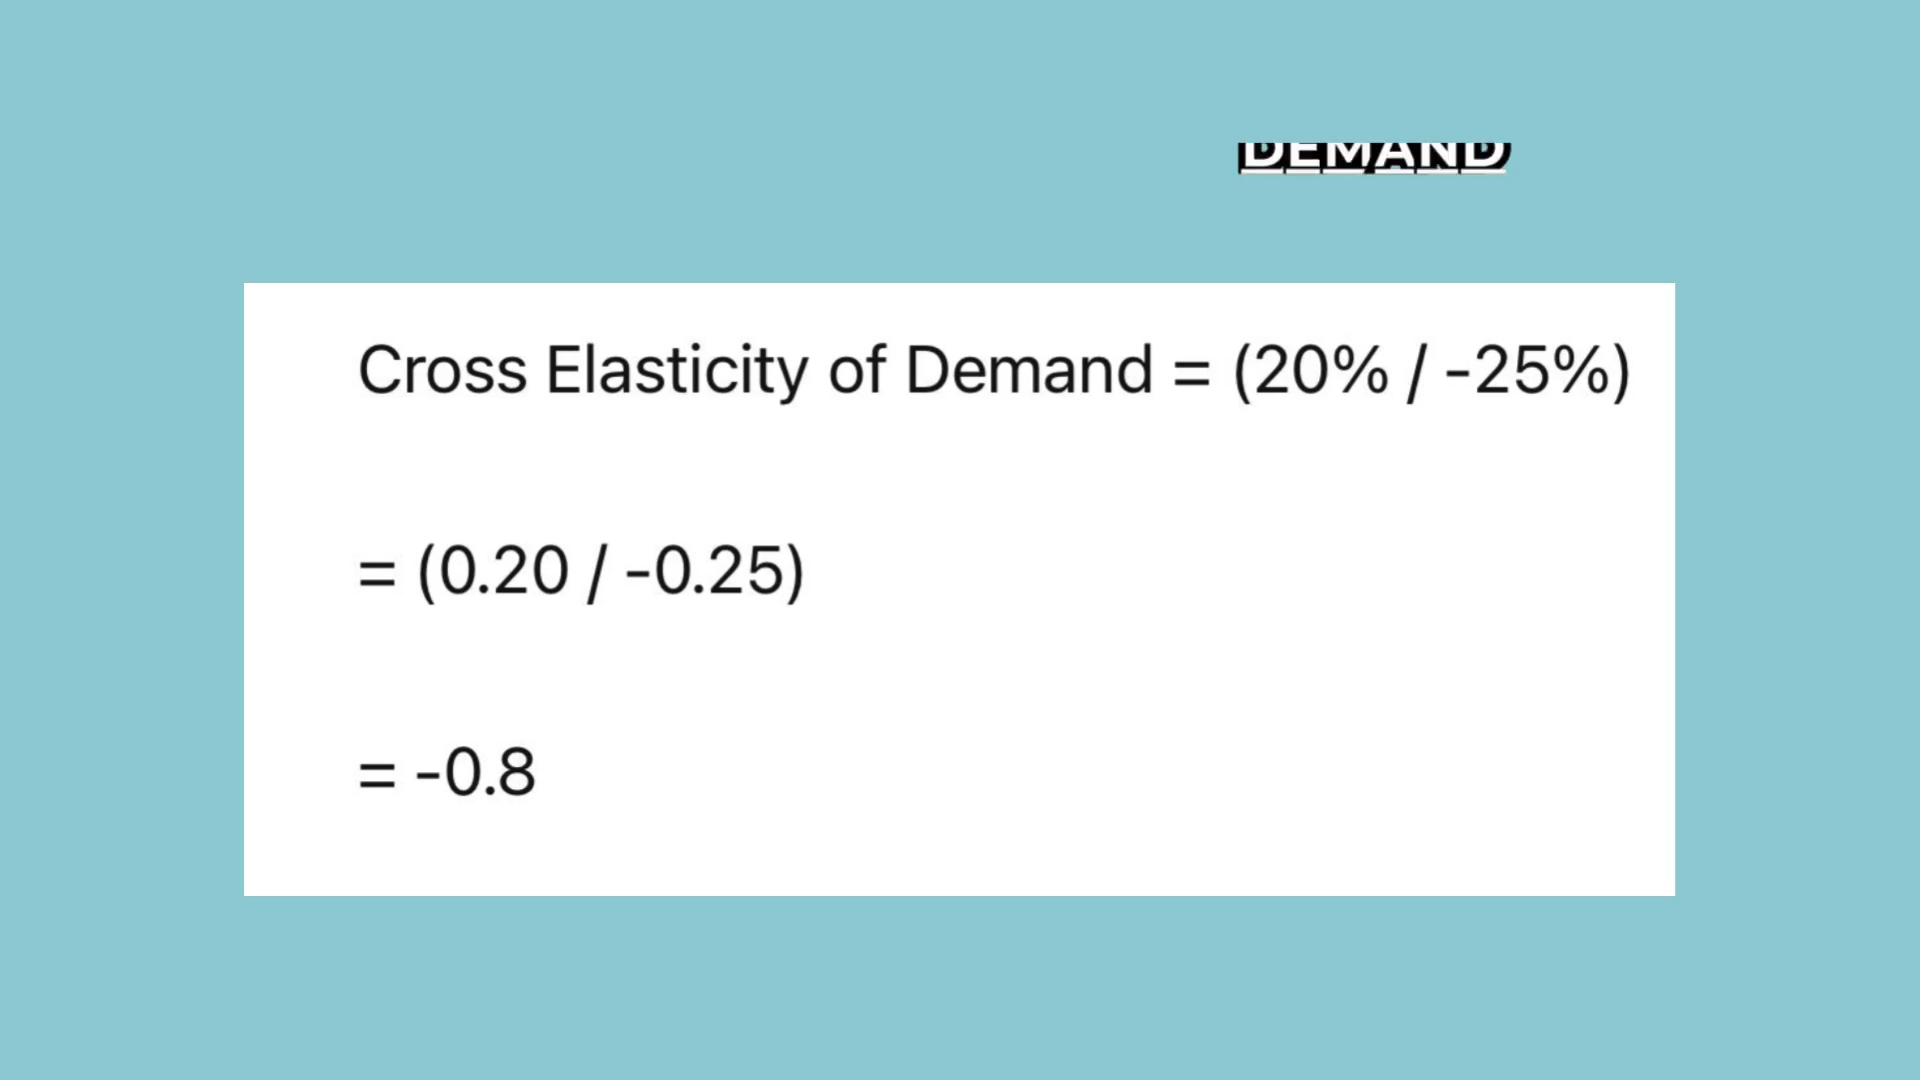 DEMAND
Cross Elasticity of Demand = (20% / -25%)
= (0.20 / -0.25)
= -0.8